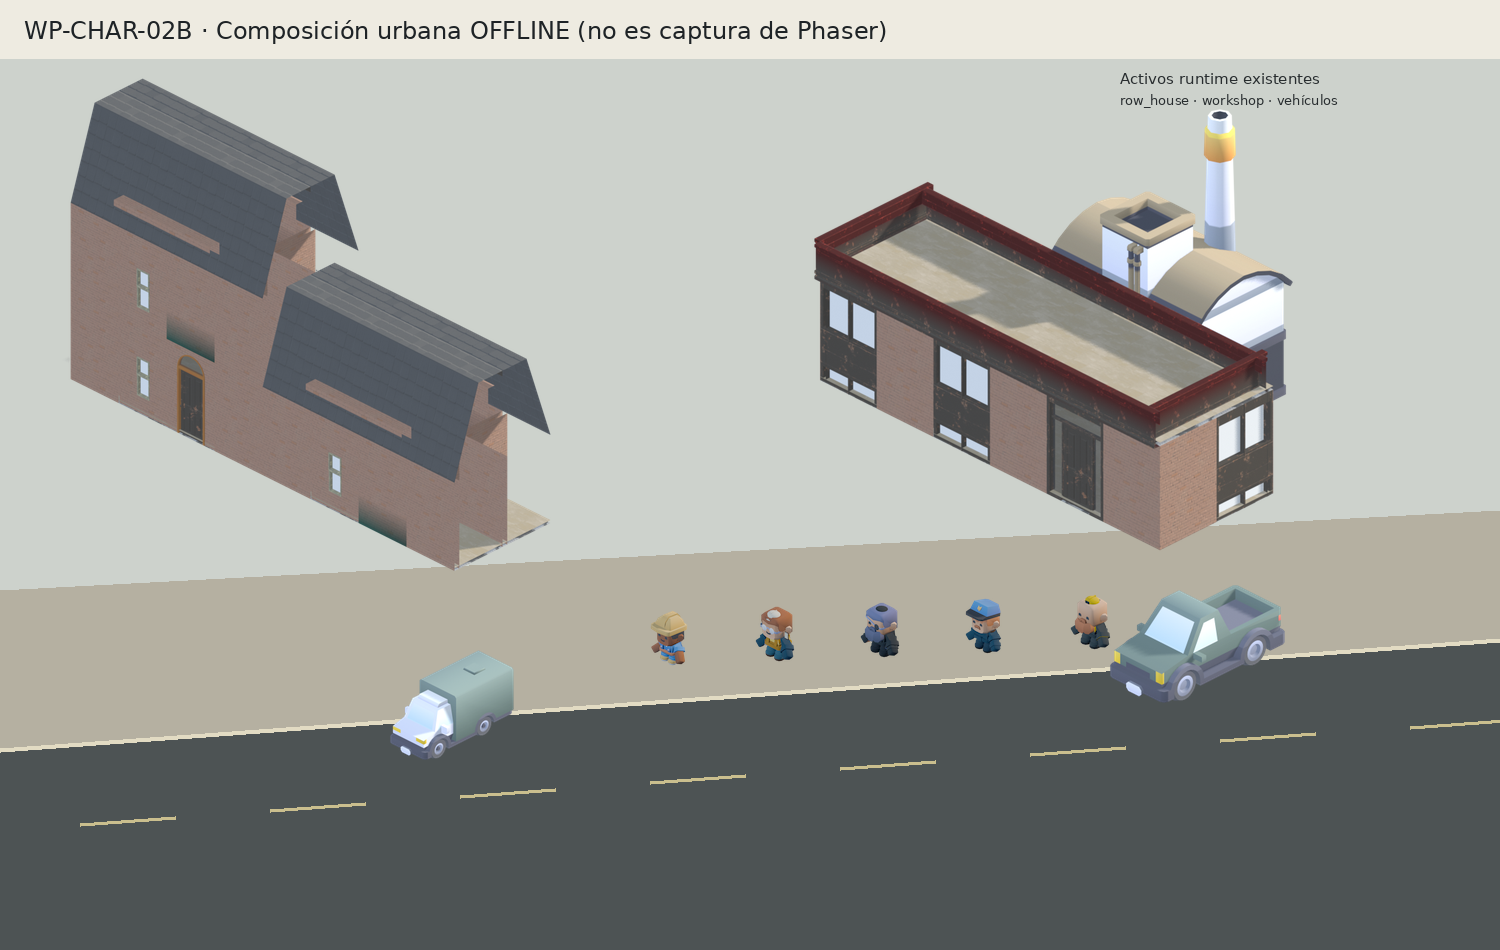 WP-CHAR-02B · Composición urbana OFFLINE (no es captura de Phaser)
Activos runtime existentes
row_house · workshop · vehículos